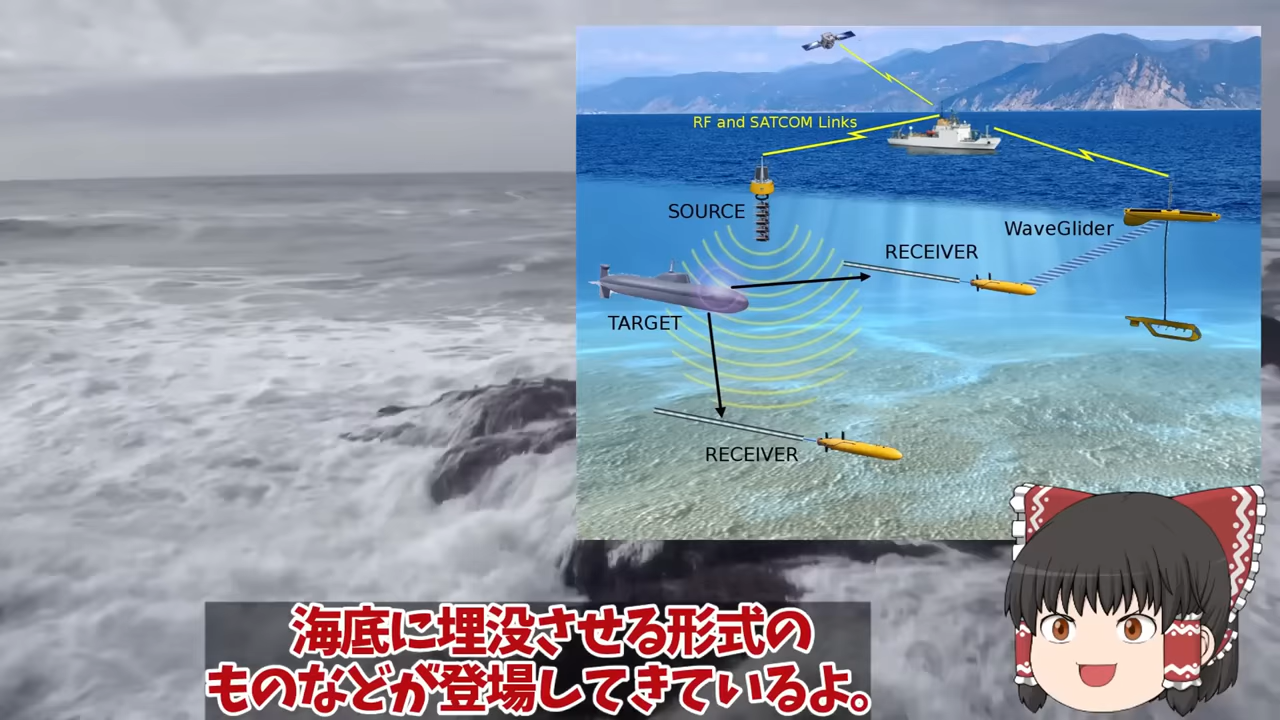 RF and SATCOM Links
SOURCE
WaveGlider
RECEIVER
TARGET
RECEIVER
海底に埋没させる形式の
ものなどが登場してきているよ。